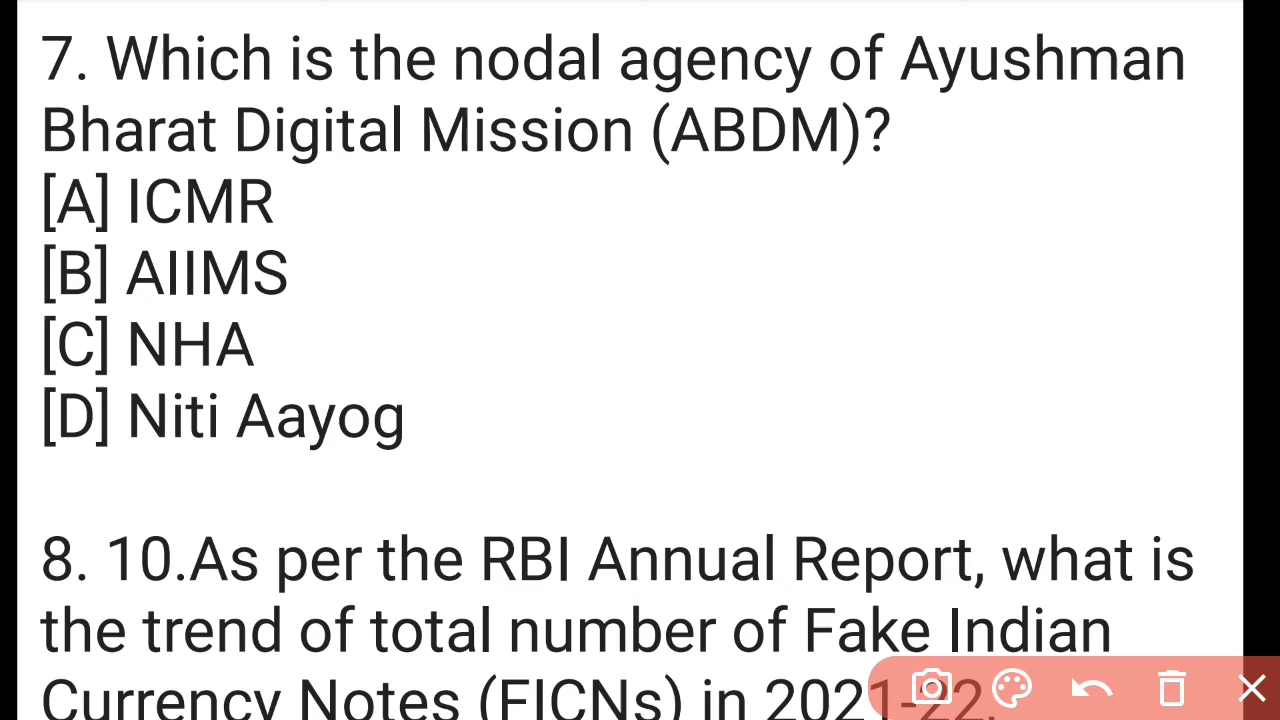 7. Which is the nodal agency of Ayushman
Bharat Digital Mission (ABDM)?
[A] ICMR
[B] AIIMS
[C] NHA
[D] Niti Aayog
8. 10.As per the RBI Annual Report, what is
the trend of total number of Fake Indian
Currency Notes (FICNs) in 2021-22,